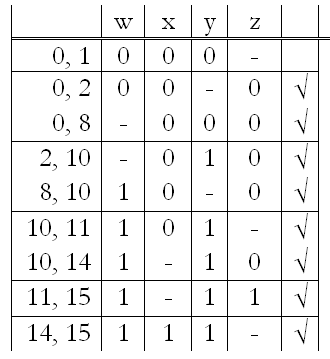 w x y z
0, 1 0 0 0 -
0, 2 0 0 - 0 √
0, 8 - 0 0 0 √
2, 10 - 0 1 0 √
8, 10 1 0 - 0 √
10, 11 1 0 1 - √
10, 14 1 - 1 0 √
11, 15 1 - 1 1 √
14, 15 1 1 1 - √